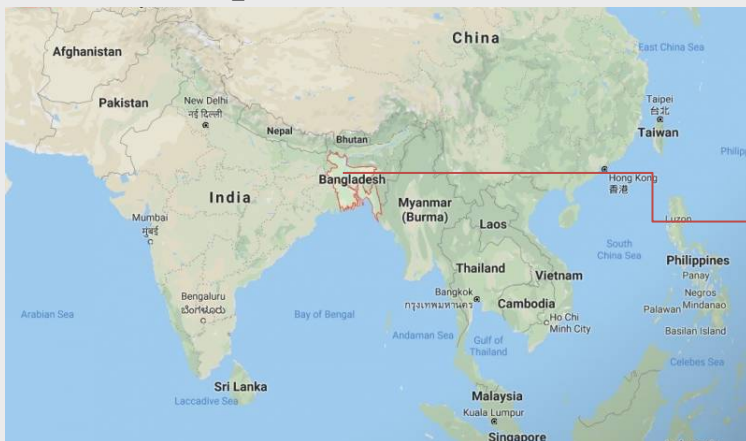 China
East China Sea
Afghanistan
Pakistan
New Delhi
नई दिल्ली
Nepal
Bhutan
Taipei
台北
Taiwan
Bangladesh
Hong Kong
香港
India
Myanmar
(Burma)
Mumbai
मुंबई
Laos
Luzon
South
China Sea
Thailand
Vietnam
Philippines
Panay
Bengaluru
ಬೆಂಗಳೂರು
Bangkok
กรุงเทพมหานคร
Cambodia
Negros
Palawan
Mindanao
Arabian Sea
Bay of Bengal
Ho Chi
Minh City
Andaman Sea
Gulf of
Thailand
Basilan Island
Celebes Sea
Sri Lanka
Laccadive Sea
Malaysia
Kuala Lumpur
Singapore